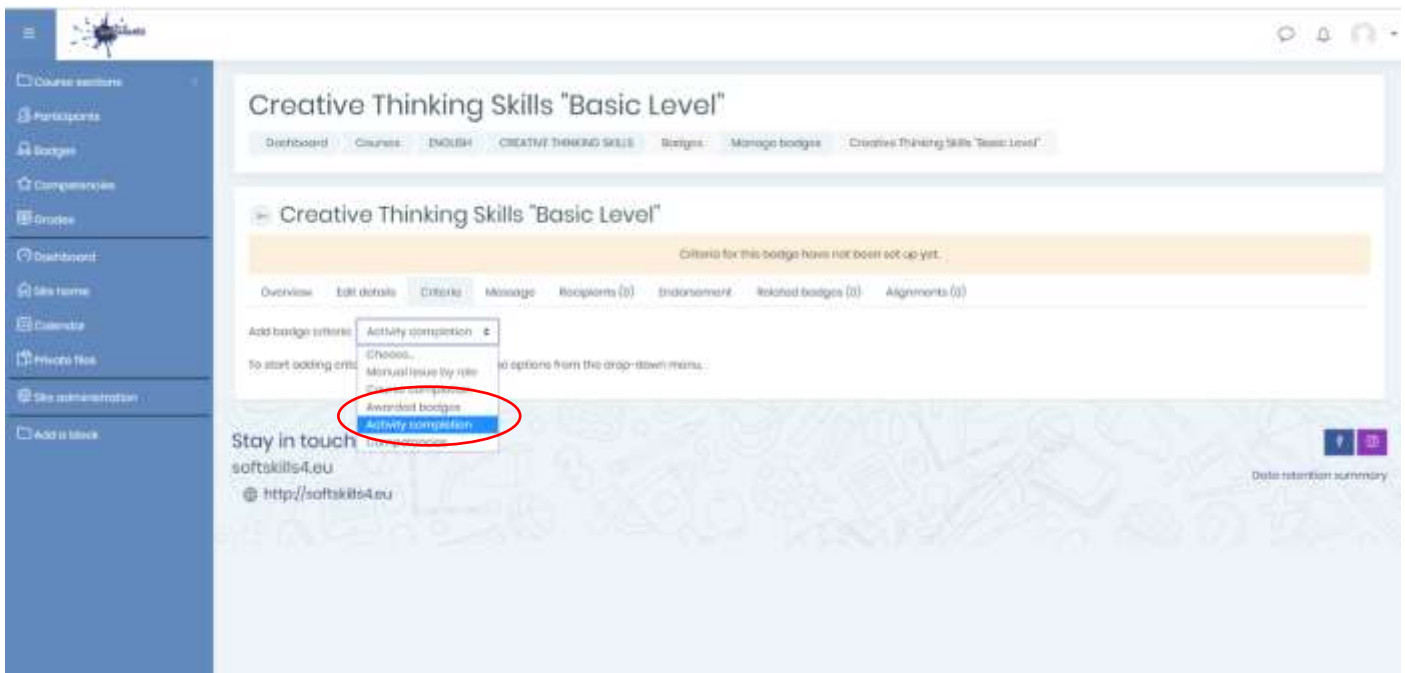 Course sections
Participants
Badges
Competencies
Grades
Dashboard
Site home
Calendar
Private files
Site administration
Add a block
Creative Thinking Skills "Basic Level"
Dashboard Courses ENGLISH CREATIVE THINKING SKILLS Badges Manage badges Creative Thinking Skills "Basic Level"
Creative Thinking Skills "Basic Level"
Criteria for this badge have not been set up yet.
Overview Edit details Criteria Message Recipients (0) Endorsement Related badges (0) Alignments (0)
Add badge criteria Activity completion
Choose...
To start adding options from the drop-down menu.
Manual issue by role
Course completion
Awarded badges
Activity completion
Competencies
Stay in touch
softskills4.eu
http://softskills4.eu
Data retention summary